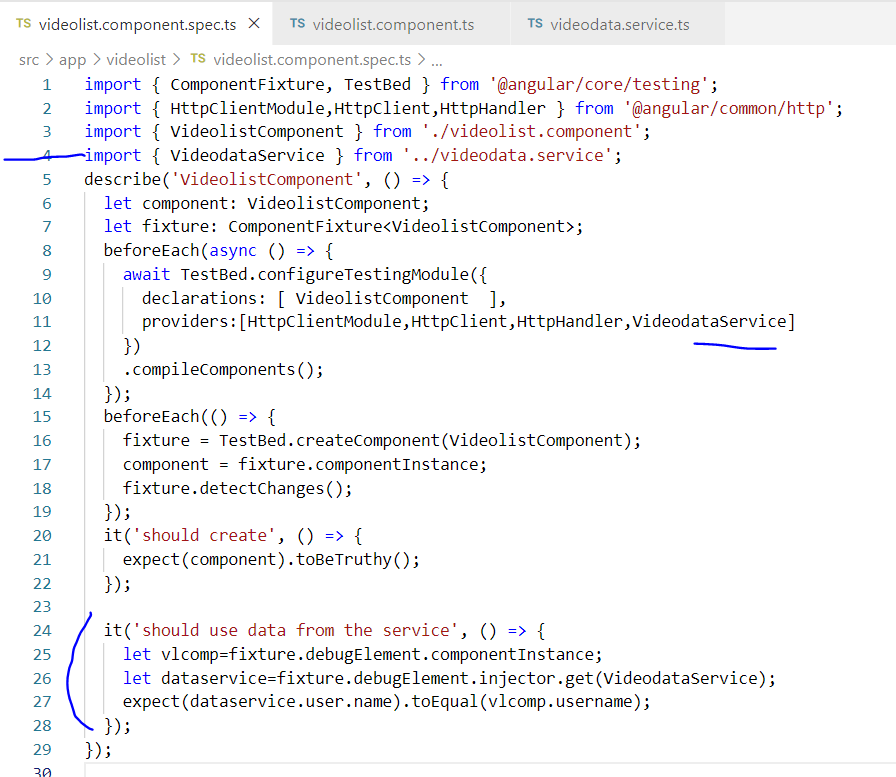 TS videolist.component.spec.ts × TS videolist.component.ts TS videodata.service.ts
src > app > videolist > TS videolist.component.spec.ts > ...
1 import { ComponentFixture, TestBed } from '@angular/core/testing';
2 import { HttpClientModule,HttpClient,HttpHandler } from '@angular/common/http';
3 import { VideolistComponent } from './videolist.component';
4 import { VideodataService } from '../videodata.service';
5 describe('VideolistComponent', () => {
6   let component: VideolistComponent;
7   let fixture: ComponentFixture<VideolistComponent>;
8   beforeEach(async () => {
9     await TestBed.configureTestingModule({
10       declarations: [ VideolistComponent  ],
11       providers:[HttpClientModule,HttpClient,HttpHandler,VideodataService]
12     })
13     .compileComponents();
14   });
15   beforeEach(() => {
16     fixture = TestBed.createComponent(VideolistComponent);
17     component = fixture.componentInstance;
18     fixture.detectChanges();
19   });
20   it('should create', () => {
21     expect(component).toBeTruthy();
22   });
23
24   it('should use data from the service', () => {
25     let vlcomp=fixture.debugElement.componentInstance;
26     let dataservice=fixture.debugElement.injector.get(VideodataService);
27     expect(dataservice.user.name).toEqual(vlcomp.username);
28   });
29 });
30